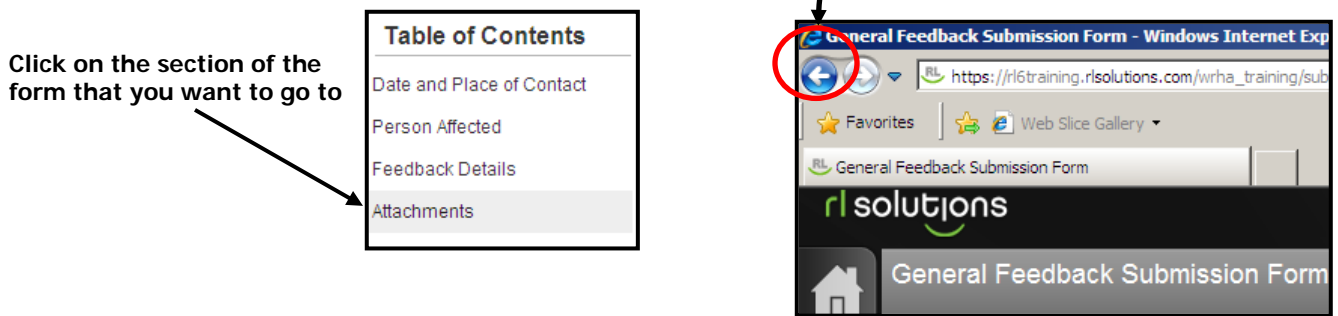 Click on the section of the
form that you want to go to
Table of Contents
Date and Place of Contact
Person Affected
Feedback Details
Attachments
General Feedback Submission Form - Windows Internet Exp
RL https://rl6training.rlsolutions.com/wrha_training/sub
Favorites
Web Slice Gallery
RL General Feedback Submission Form
rl solutions
General Feedback Submission Form